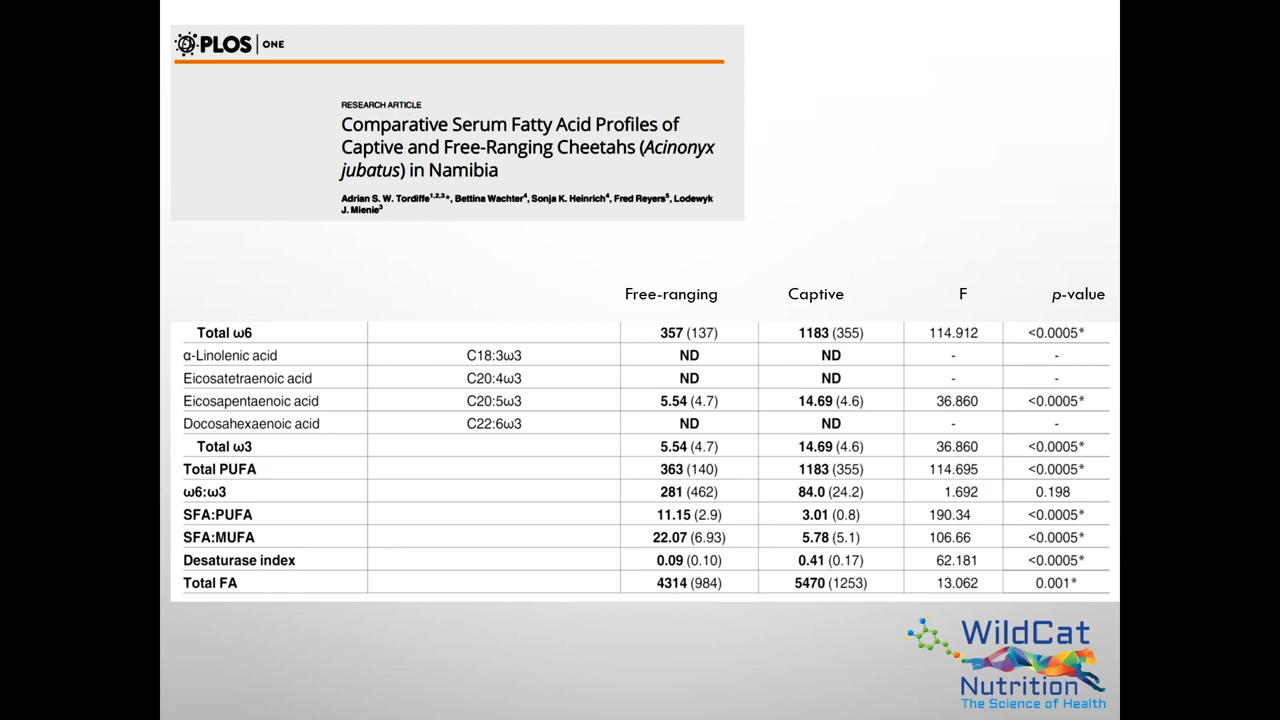 PLOS | ONE
RESEARCH ARTICLE
Comparative Serum Fatty Acid Profiles of
Captive and Free-Ranging Cheetahs (Acinonyx
jubatus) in Namibia
Adrian S. W. Tordiffe1,2,3*, Bettina Wachter4, Sonja K. Heinrich4, Fred Reyers5, Lodewyk
J. Mienie3
Free-ranging Captive F p-value
Total ω6 357 (137) 1183 (355) 114.912 <0.0005*
α-Linolenic acid C18:3ω3 ND ND - -
Eicosatetraenoic acid C20:4ω3 ND ND - -
Eicosapentaenoic acid C20:5ω3 5.54 (4.7) 14.69 (4.6) 36.860 <0.0005*
Docosahexaenoic acid C22:6ω3 ND ND - -
Total ω3 5.54 (4.7) 14.69 (4.6) 36.860 <0.0005*
Total PUFA 363 (140) 1183 (355) 114.695 <0.0005*
ω6:ω3 281 (462) 84.0 (24.2) 1.692 0.198
SFA:PUFA 11.15 (2.9) 3.01 (0.8) 190.34 <0.0005*
SFA:MUFA 22.07 (6.93) 5.78 (5.1) 106.66 <0.0005*
Desaturase index 0.09 (0.10) 0.41 (0.17) 62.181 <0.0005*
Total FA 4314 (984) 5470 (1253) 13.062 0.001*
WildCat
Nutrition
The Science of Health